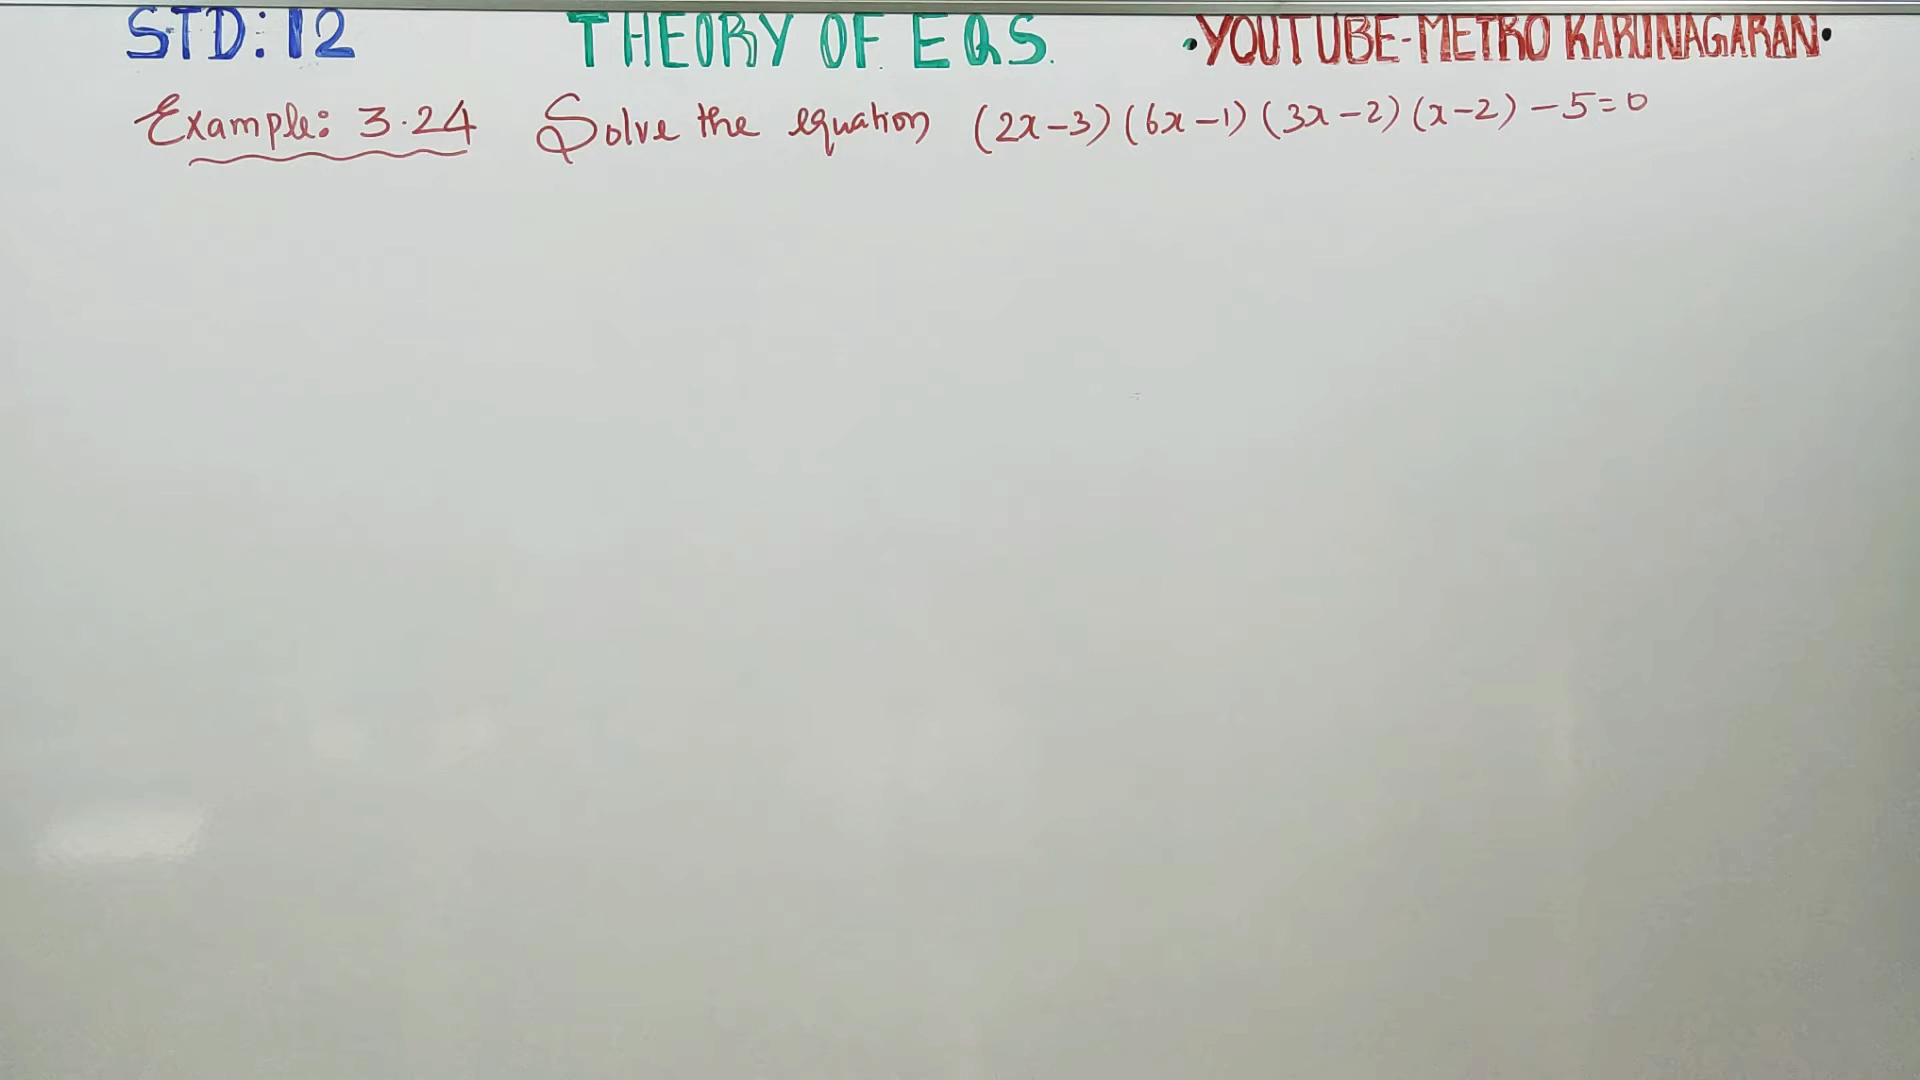 STD: 12 THEORY OF EQS. •YOUTUBE-METRO KARUNAGARAN•
Example: 3.24 Solve the equation (2x-3)(6x-1)(3x-2)(x-2)-5=0